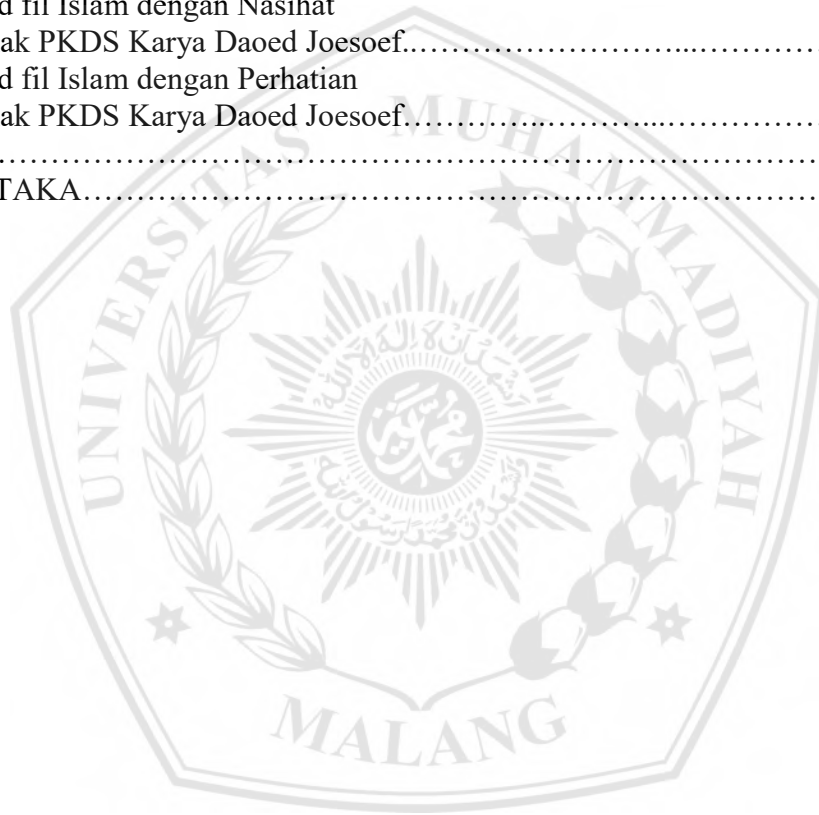 d fil Islam dengan Nasihat
ak PKDS Karya Daoed Joesoef..……………………...……………
d fil Islam dengan Perhatian
ak PKDS Karya Daoed Joesoef…………..………...………………
..……………………………………………………………………
TAKA………………………………………………………………
UNIVERSITAS MUHAMMADIYAH
MALANG